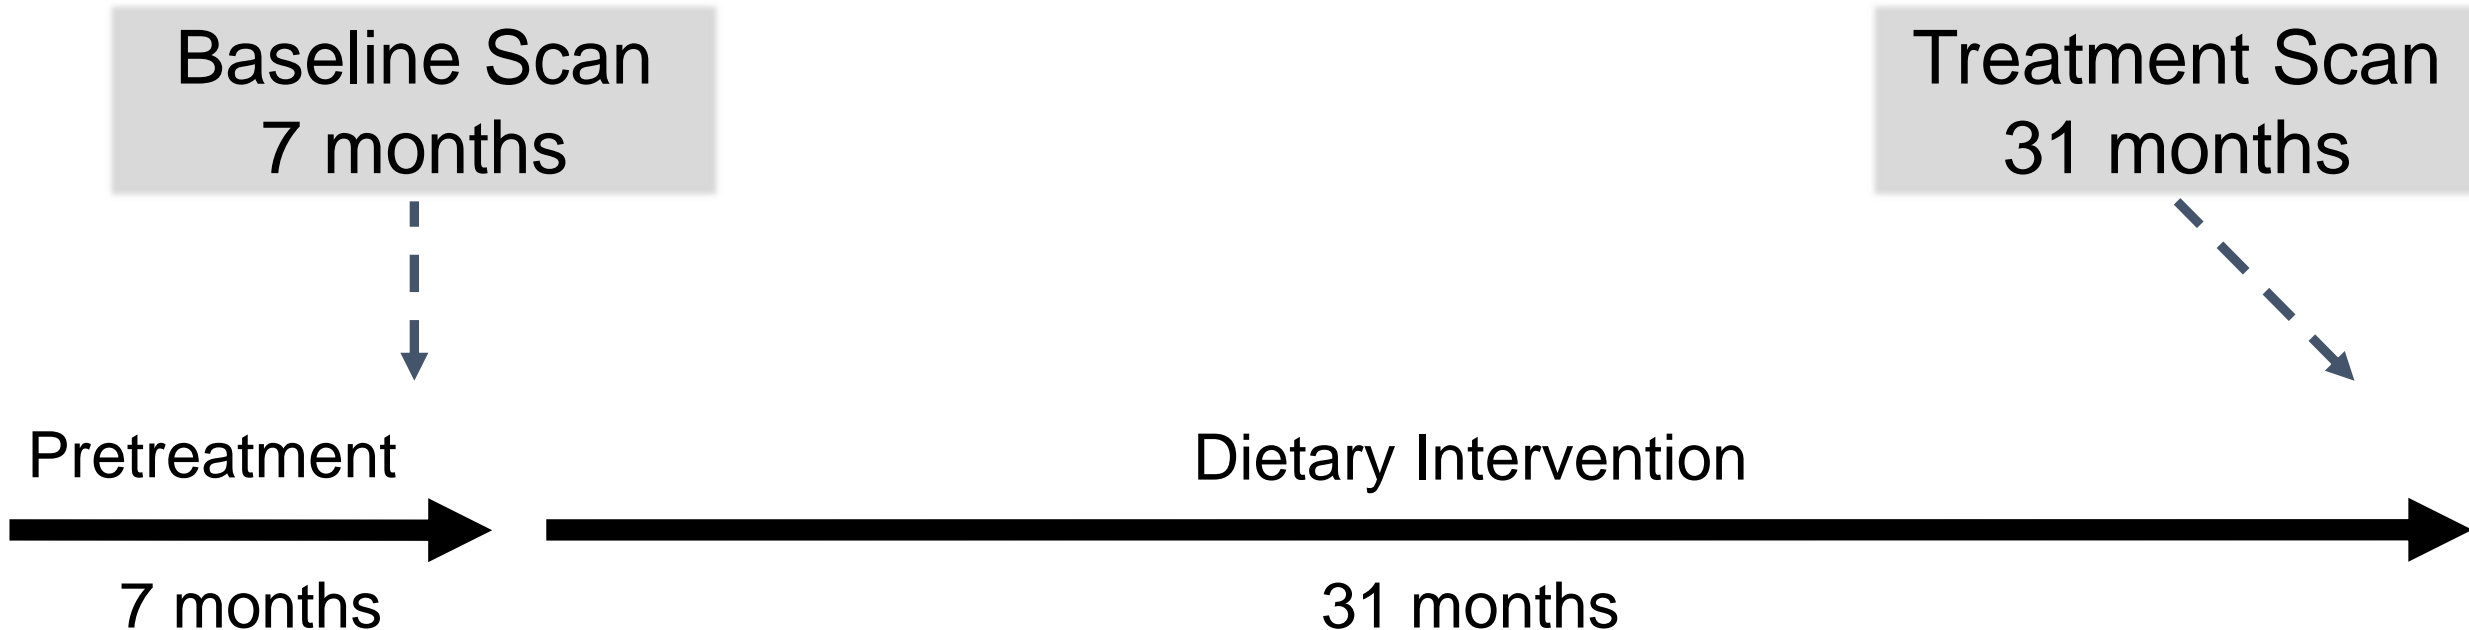 Baseline Scan
7 months
Treatment Scan
31 months
Pretreatment
Dietary Intervention
7 months
31 months